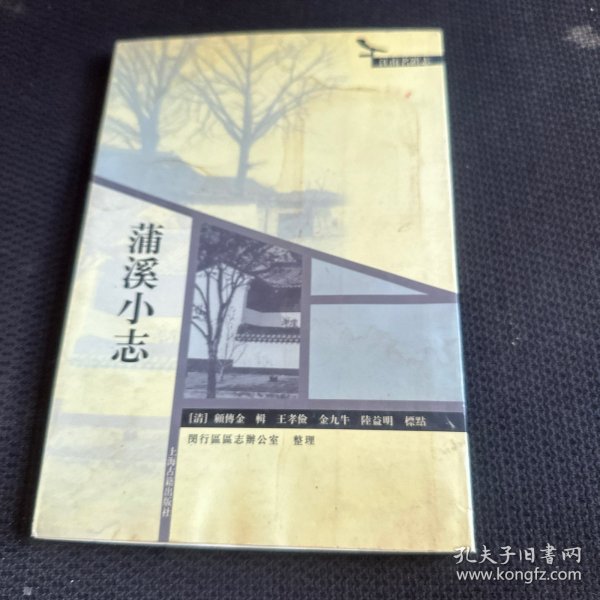 蒲溪小志
[清] 顧傳金 輯 王孝儉 金九牛 陸益明 標點
閔行區區志辦公室 整理
上海古籍出版社
孔夫子旧書网
www.kongfz.com